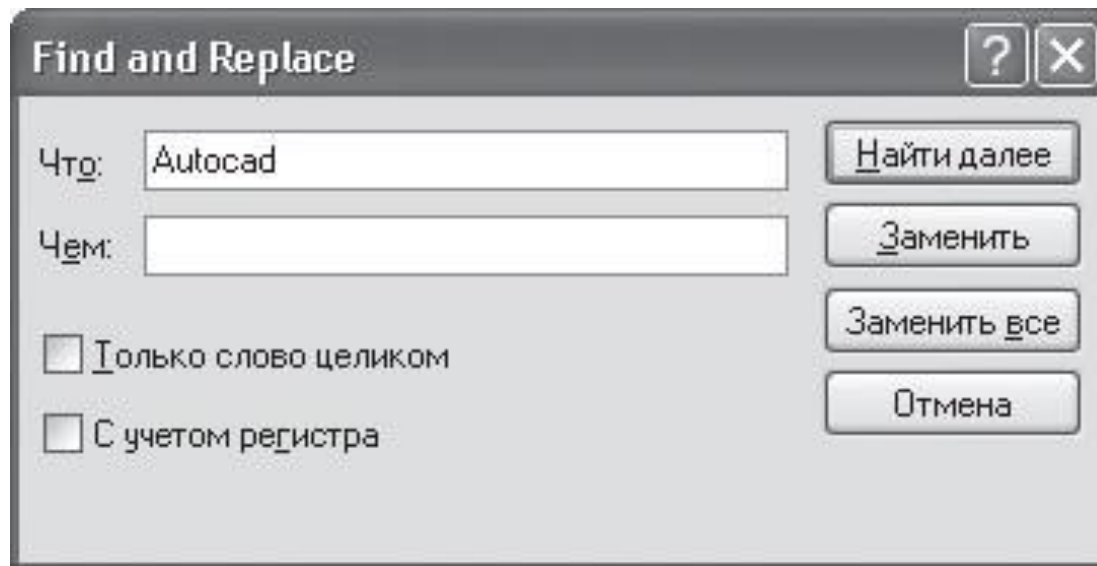 Find and Replace
Что: Autocad
Найти далее
Чем:
Заменить
Заменить все
Только слово целиком
Отмена
С учетом регистра